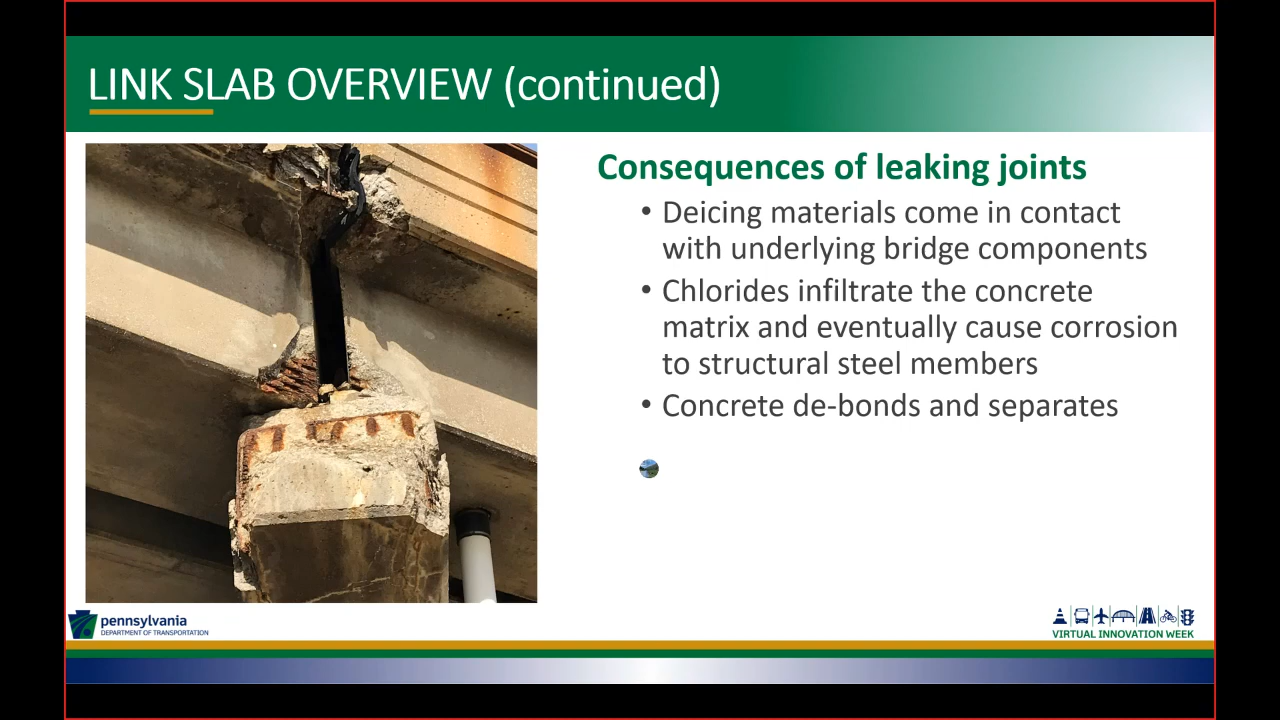 LINK SLAB OVERVIEW (continued)
Consequences of leaking joints
• Deicing materials come in contact
with underlying bridge components
• Chlorides infiltrate the concrete
matrix and eventually cause corrosion
to structural steel members
• Concrete de-bonds and separates
pennsylvania
DEPARTMENT OF TRANSPORTATION
VIRTUAL INNOVATION WEEK